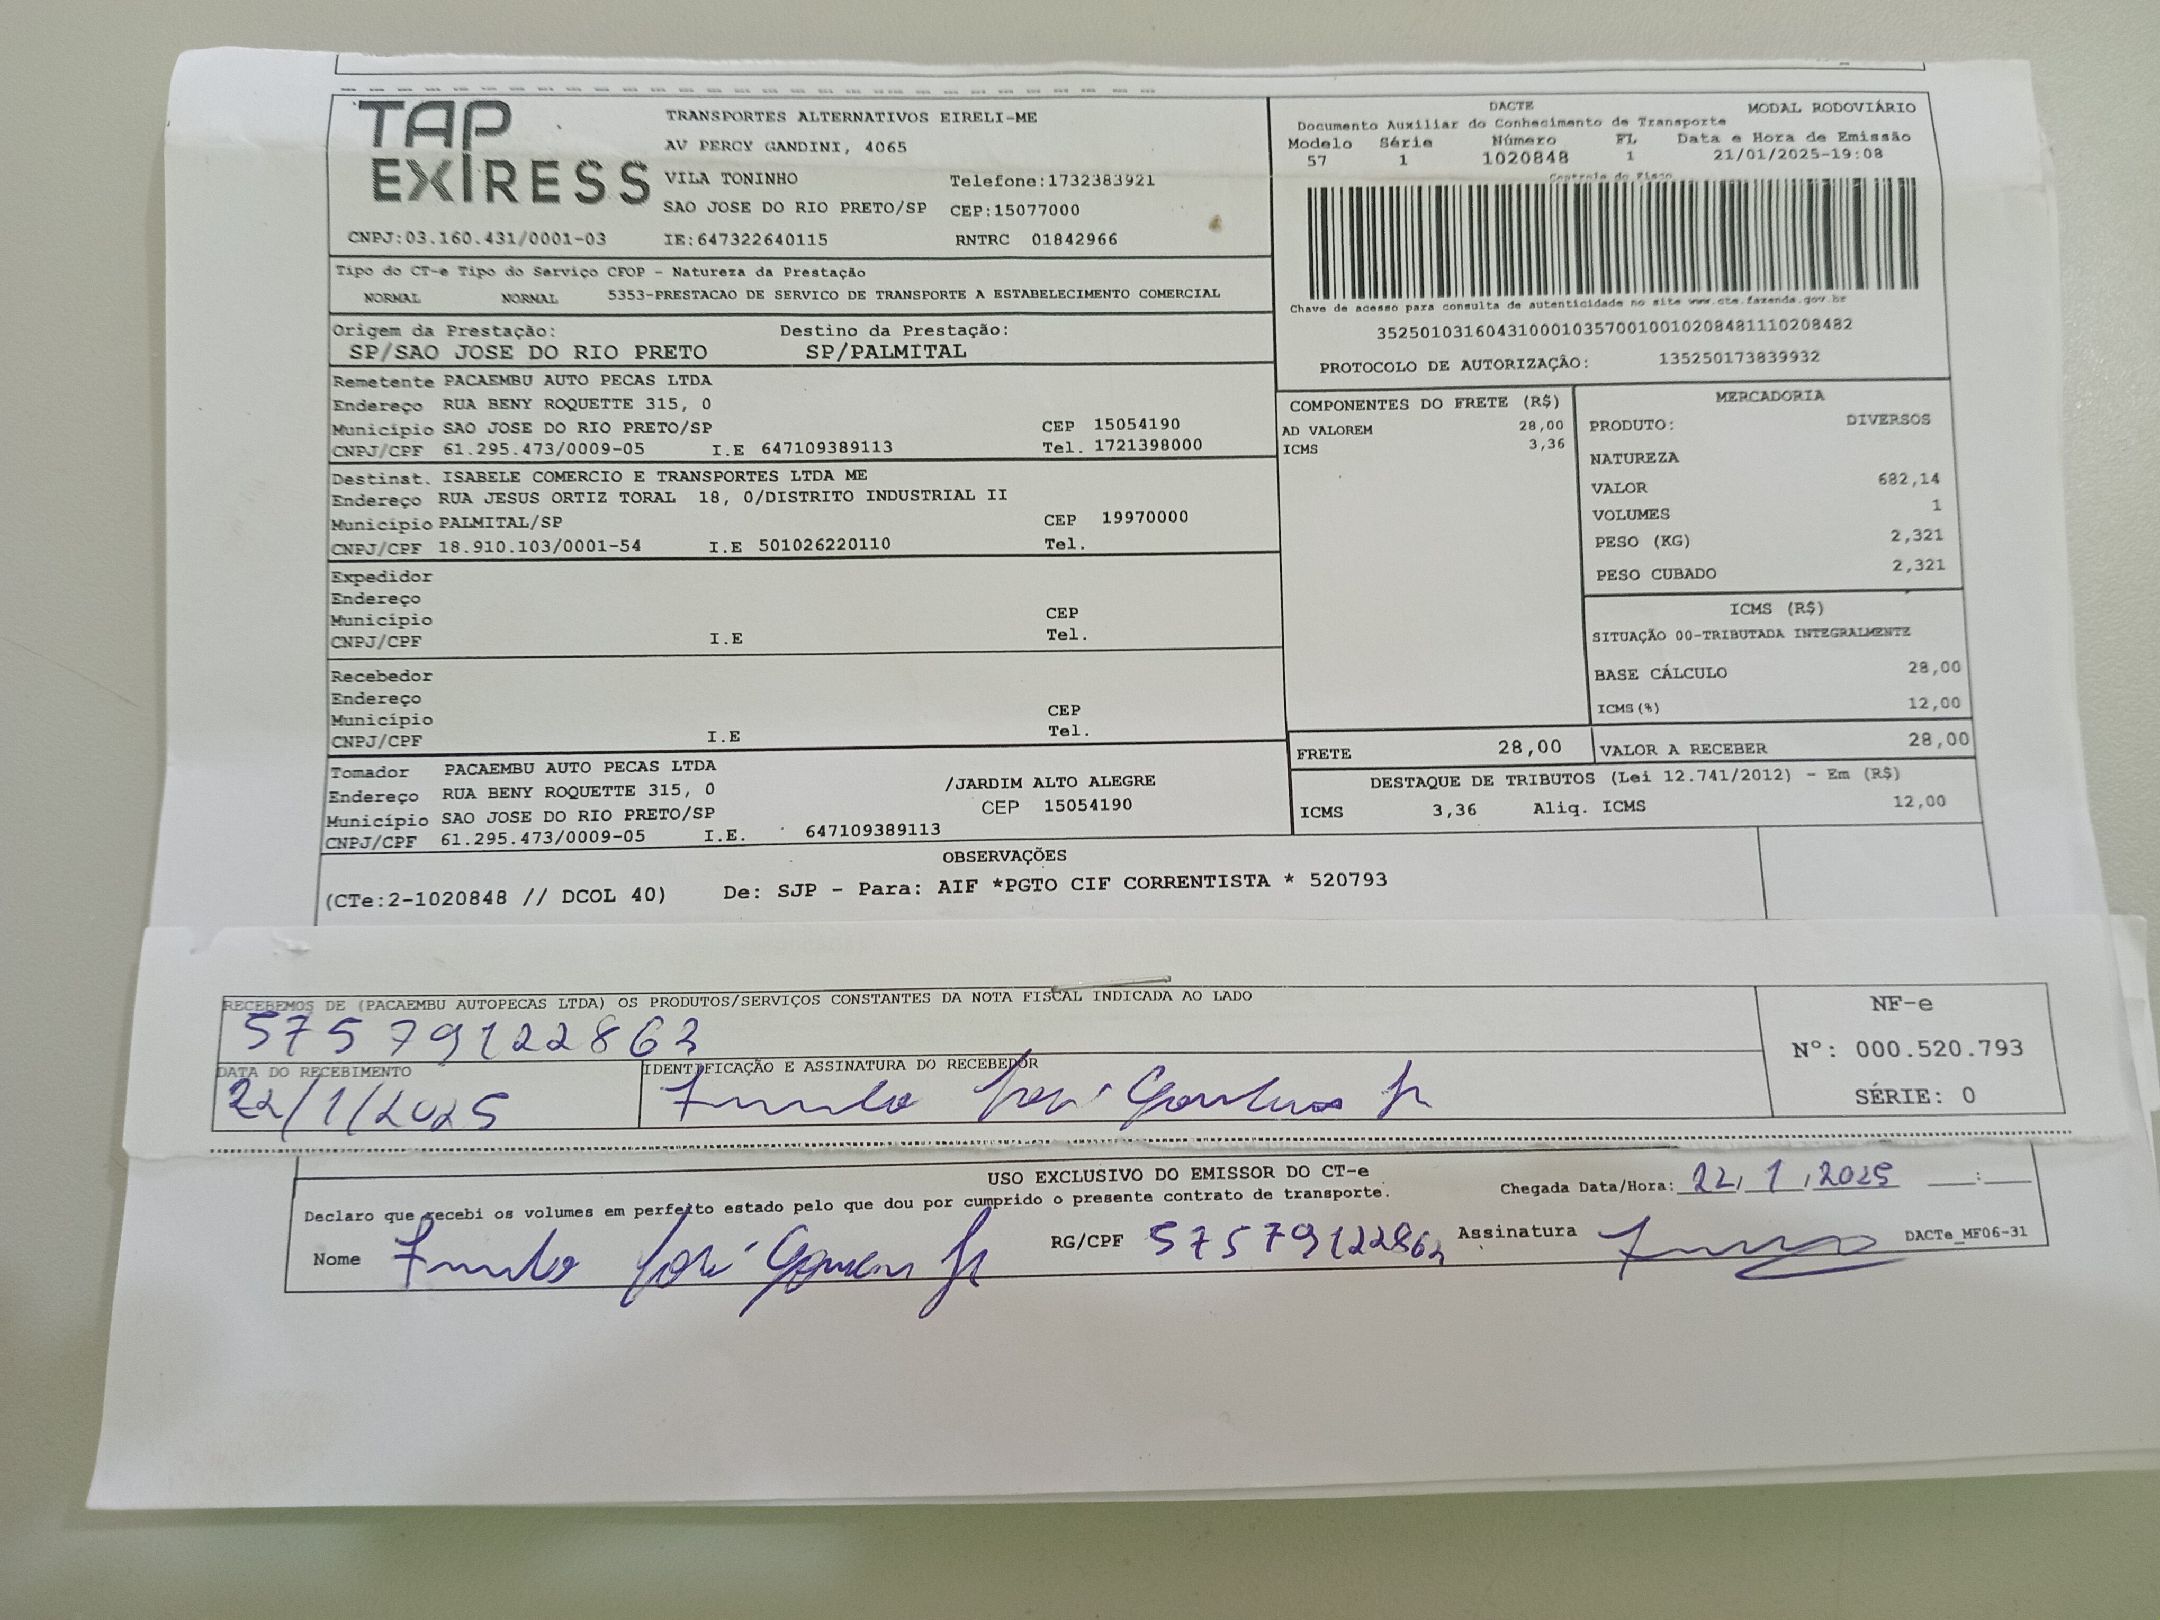 TAP
EXPRESS
TRANSPORTES ALTERNATIVOS EIRELI-ME
AV PERCY GANDINI, 4065
VILA TONINHO Telefone:1732383921
SAO JOSE DO RIO PRETO/SP CEP:15077000
CNPJ:03.160.431/0001-03 IE:647322640115 RNTRC 01842966
DACTE MODAL RODOVIÁRIO
Documento Auxiliar do Conhecimento de Transporte
Modelo Série Número FL Data e Hora de Emissão
57 1 1020848 1 21/01/2025-19:08
Controle do Fisco
Chave de acesso para consulta de autenticidade no site www.cte.fazenda.gov.br
35250103160431000103570010010208481110208482
PROTOCOLO DE AUTORIZAÇÃO: 135250173839932
Tipo do CT-e Tipo do Serviço CFOP - Natureza da Prestação
NORMAL NORMAL 5353-PRESTACAO DE SERVICO DE TRANSPORTE A ESTABELECIMENTO COMERCIAL
Origem da Prestação: Destino da Prestação:
SP/SAO JOSE DO RIO PRETO SP/PALMITAL
Remetente PACAEMBU AUTO PECAS LTDA
Endereço RUA BENY ROQUETTE 315, 0
Município SAO JOSE DO RIO PRETO/SP CEP 15054190
CNPJ/CPF 61.295.473/0009-05 I.E 647109389113 Tel. 1721398000
Destinat. ISABELE COMERCIO E TRANSPORTES LTDA ME
Endereço RUA JESUS ORTIZ TORAL 18, 0/DISTRITO INDUSTRIAL II
Município PALMITAL/SP CEP 19970000
CNPJ/CPF 18.910.103/0001-54 I.E 501026220110 Tel.
Expedidor
Endereço
Município CEP
CNPJ/CPF I.E Tel.
Recebedor
Endereço
Município CEP
CNPJ/CPF I.E Tel.
Tomador PACAEMBU AUTO PECAS LTDA
Endereço RUA BENY ROQUETTE 315, 0 /JARDIM ALTO ALEGRE
Município SAO JOSE DO RIO PRETO/SP CEP 15054190
CNPJ/CPF 61.295.473/0009-05 I.E. 647109389113
COMPONENTES DO FRETE (R$)
AD VALOREM 28,00
ICMS 3,36
MERCADORIA
PRODUTO: DIVERSOS
NATUREZA
VALOR 682,14
VOLUMES 1
PESO (KG) 2,321
PESO CUBADO 2,321
ICMS (R$)
SITUAÇÃO 00-TRIBUTADA INTEGRALMENTE
BASE CÁLCULO 28,00
ICMS(%) 12,00
FRETE 28,00 VALOR A RECEBER 28,00
DESTAQUE DE TRIBUTOS (Lei 12.741/2012) - Em (R$)
ICMS 3,36 Aliq. ICMS 12,00
OBSERVAÇÕES
(CTe:2-1020848 // DCOL 40) De: SJP - Para: AIF *PGTO CIF CORRENTISTA * 520793
RECEBEMOS DE (PACAEMBU AUTOPECAS LTDA) OS PRODUTOS/SERVIÇOS CONSTANTES DA NOTA FISCAL INDICADA AO LADO
57579122863
DATA DO RECEBIMENTO IDENTIFICAÇÃO E ASSINATURA DO RECEBEDOR
22/1/2025
NF-e
Nº: 000.520.793
SÉRIE: 0
USO EXCLUSIVO DO EMISSOR DO CT-e
Declaro que recebi os volumes em perfeito estado pelo que dou por cumprido o presente contrato de transporte. Chegada Data/Hora: 22/1/2025 :
Nome José Jr RG/CPF 57579122863 Assinatura DACTe_MF06-31